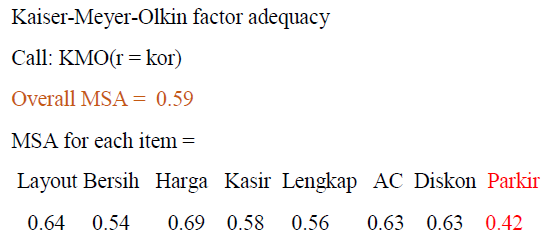 Kaiser-Meyer-Olkin factor adequacy
Call: KMO(r = kor)
Overall MSA = 0.59
MSA for each item =
Layout Bersih Harga Kasir Lengkap AC Diskon Parkir
0.64 0.54 0.69 0.58 0.56 0.63 0.63 0.42